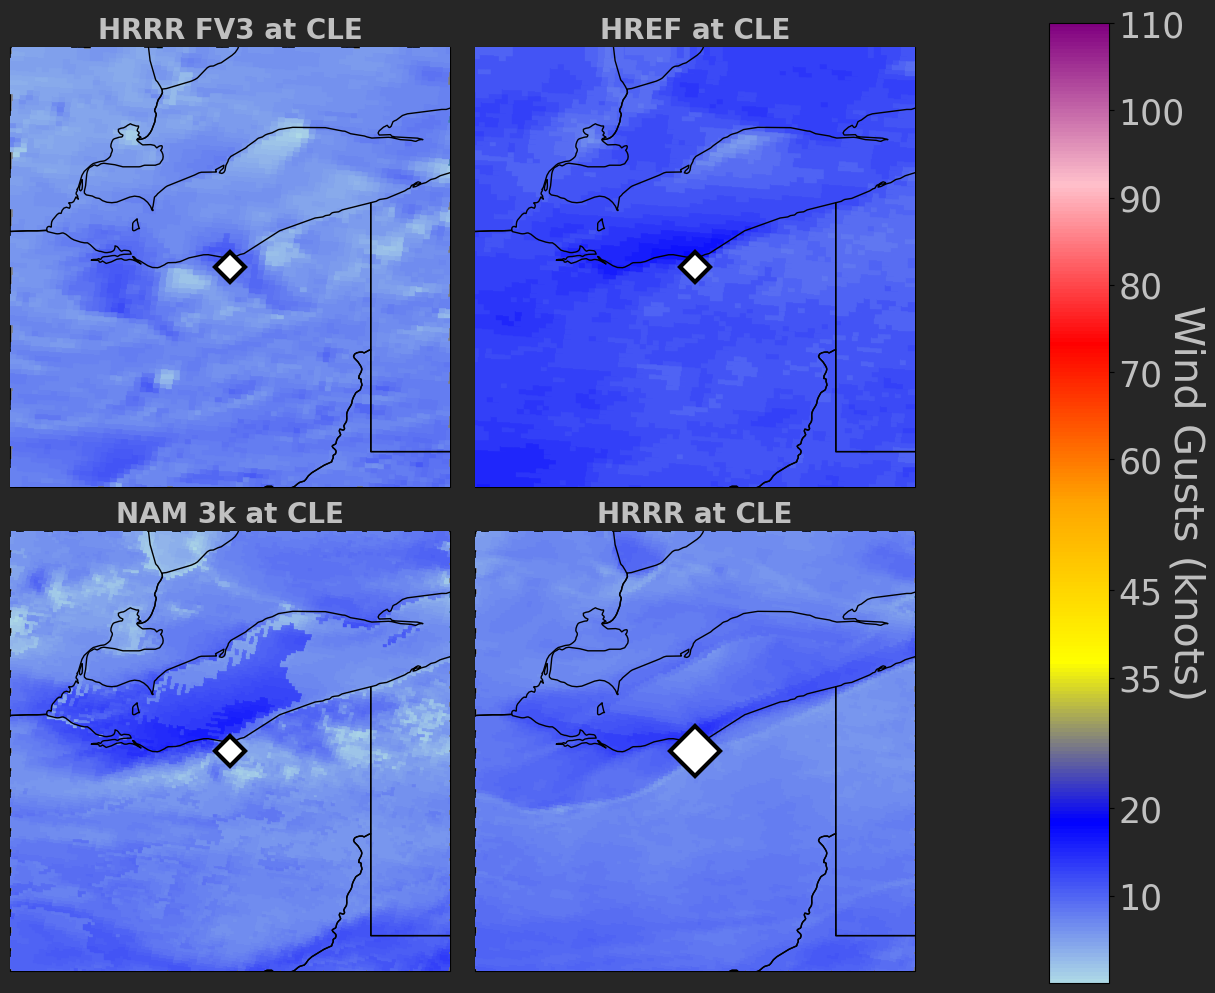 HRRR FV3 at CLE
HREF at CLE
NAM 3k at CLE
HRRR at CLE
110
100
90
80
70
60
45
35
20
10
Wind Gusts (knots)